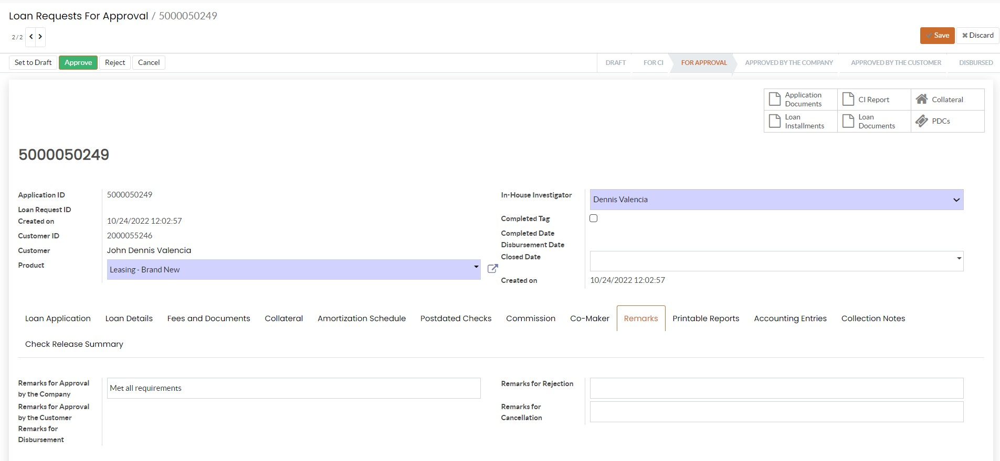 Loan Requests For Approval / 5000050249
2 / 2
Save
Discard
Set to Draft
Approve
Reject
Cancel
DRAFT
FOR CI
FOR APPROVAL
APPROVED BY THE COMPANY
APPROVED BY THE CUSTOMER
DISBURSED
Application
Documents
CI Report
Collateral
Loan
Installments
Loan
Documents
PDCs
5000050249
Application ID
5000050249
Loan Request ID
Created on
10/24/2022 12:02:57
Customer ID
2000055246
Customer
John Dennis Valencia
Product
Leasing - Brand New
In-House Investigator
Dennis Valencia
Completed Tag
Completed Date
Disbursement Date
Closed Date
Created on
10/24/2022 12:02:57
Loan Application
Loan Details
Fees and Documents
Collateral
Amortization Schedule
Postdated Checks
Commission
Co-Maker
Remarks
Printable Reports
Accounting Entries
Collection Notes
Check Release Summary
Remarks for Approval
by the Company
Met all requirements
Remarks for Approval
by the Customer
Remarks for
Disbursement
Remarks for Rejection
Remarks for
Cancellation